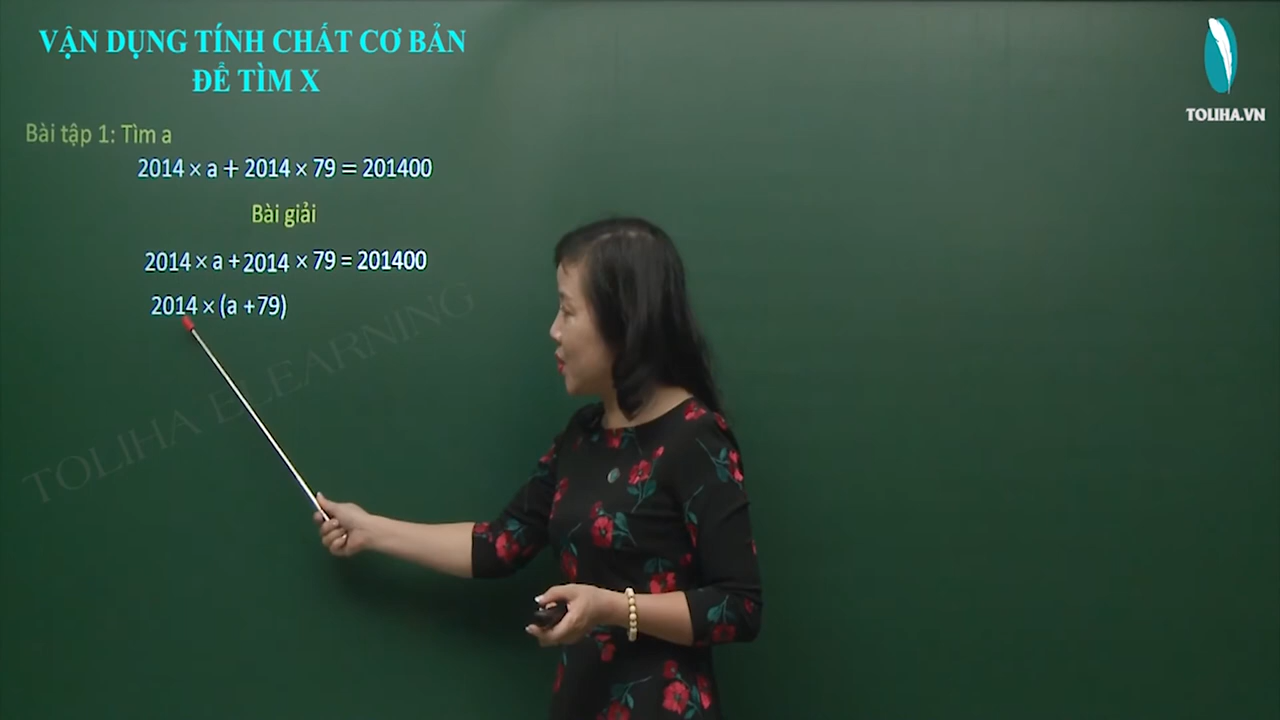 VẬN DỤNG TÍNH CHẤT CƠ BẢN
ĐỂ TÌM X
TOLIHA.VN
Bài tập 1: Tìm a
2014 × a + 2014 × 79 = 201400
Bài giải
2014 × a + 2014 × 79 = 201400
2014 × (a + 79)
TOLIHA ELEARNING